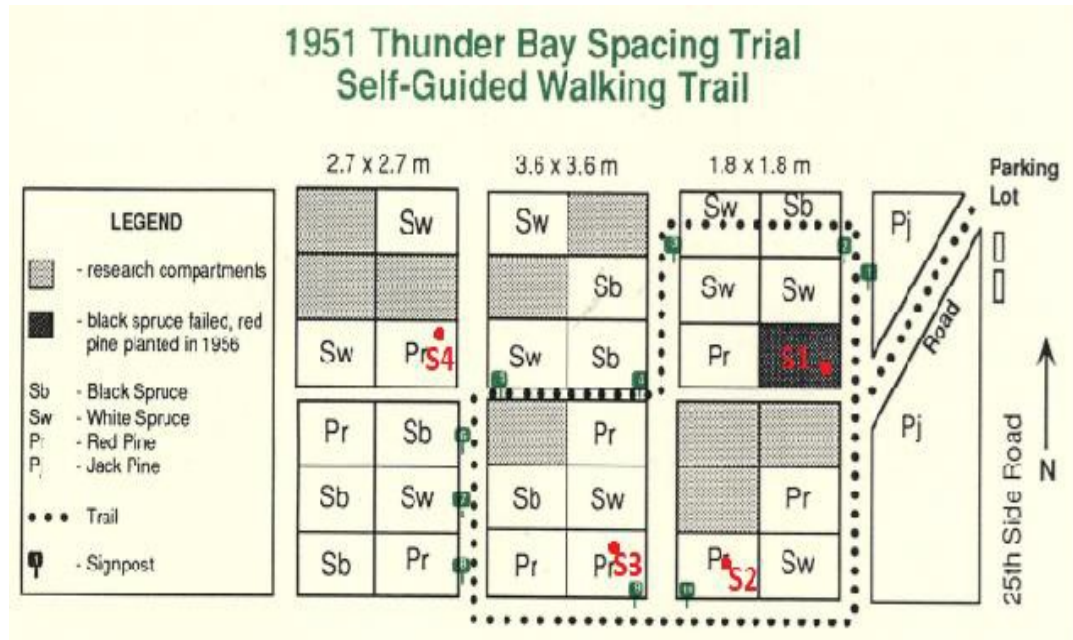 1951 Thunder Bay Spacing Trial
Self-Guided Walking Trail
2.7 x 2.7 m
3.6 x 3.6 m
1.8 x 1.8 m
Parking
Lot
LEGEND
- research compartments
- black spruce failed, red
pine planted in 1956
Sb - Black Spruce
Sw - White Spruce
Pr - Red Pine
Pj - Jack Pine
Trail
1 - Signpost
Sw
Sw Pr S4
Pr Sb
Sb Sw
Sb Pr
Sw
Sb
Sw Sb
Pr
Sb Sw
Pr Pr S3
Sw Sb
Sw Sw
Pr S1
Pr
Pr S2 Sw
Pj
Road
Pj
25th Side Road
N